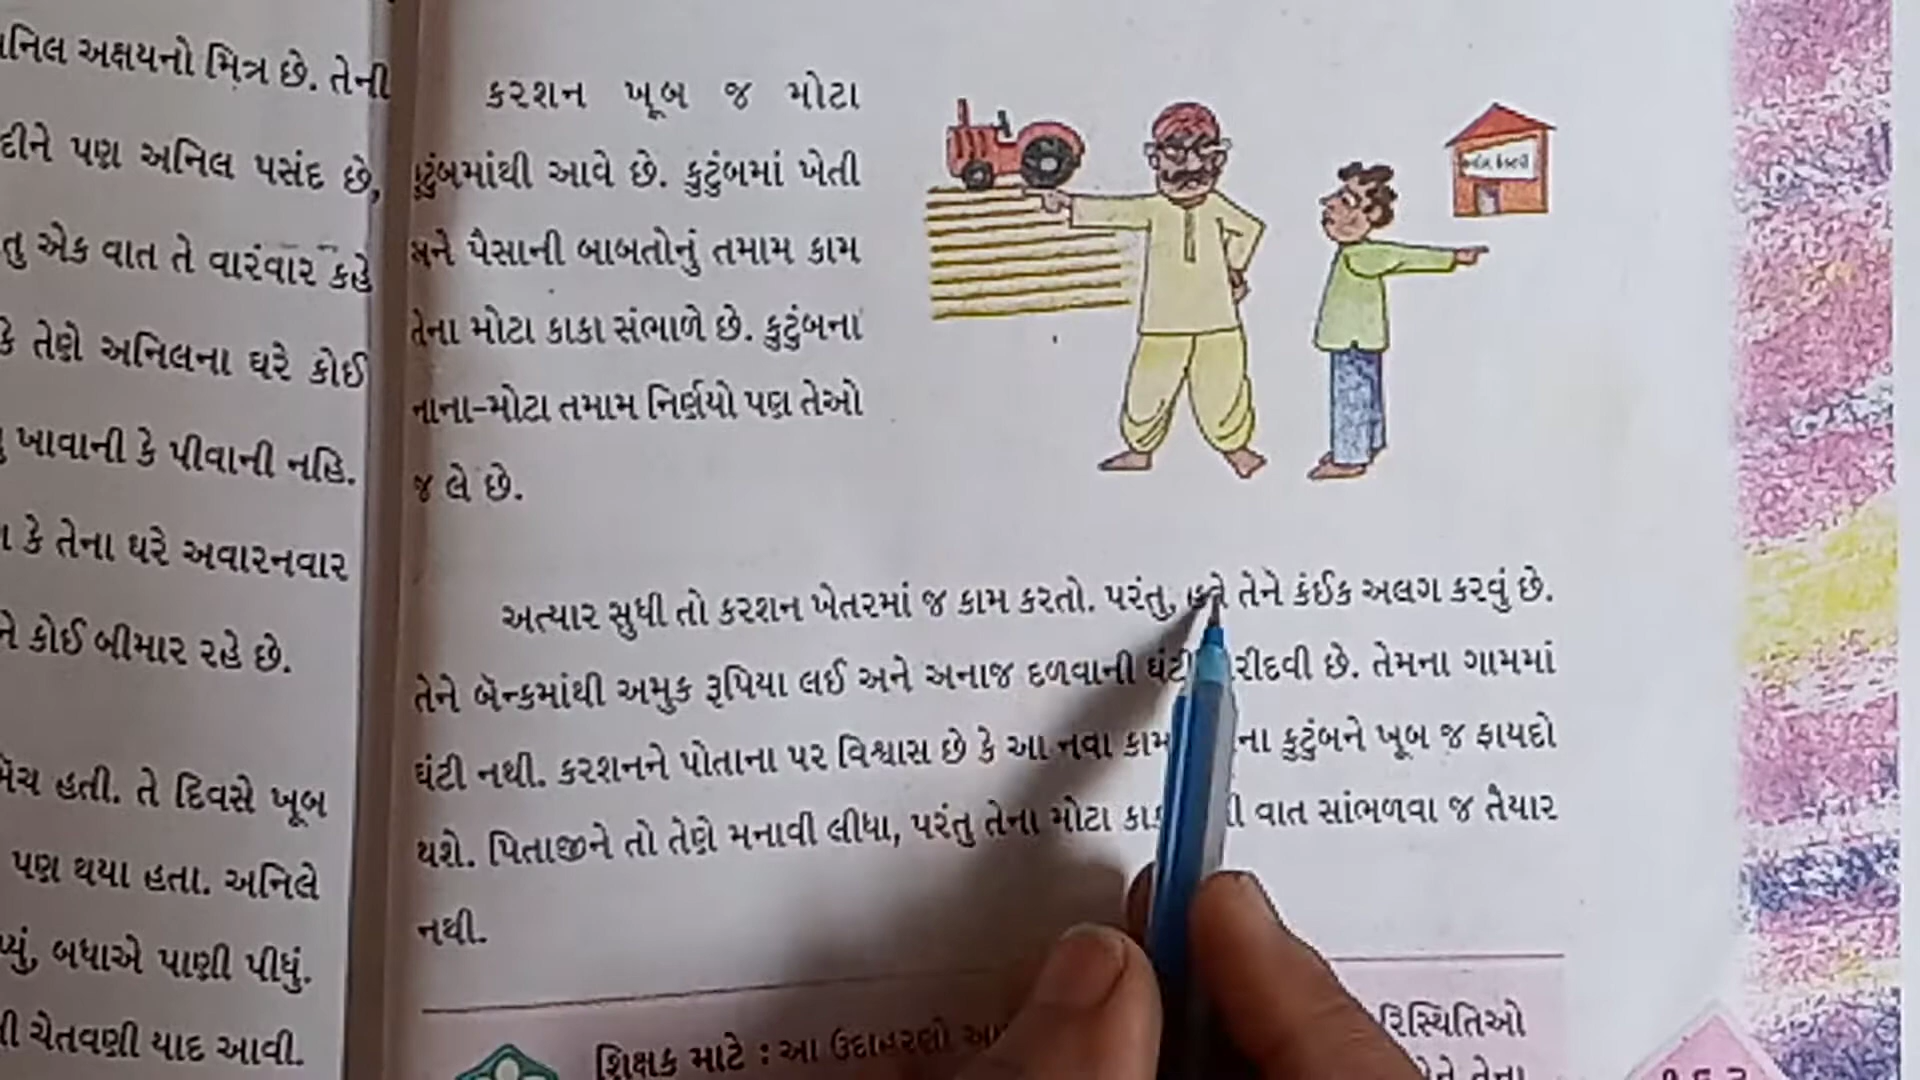 અક્ષયનો મિત્ર છે. તેની
પણ અનિલ પસંદ છે,
એક વાત તે વારંવાર કહે
તેણે અનિલના ઘરે કોઈ
ખાવાની કે પીવાની નહિ.
કે તેના ઘરે અવારનવાર
કોઈ બીમાર રહે છે.
હતી. તે દિવસે ખૂબ
પણ થયા હતા. અનિલે
બધાએ પાણી પીધું.
ચેતવણી યાદ આવી.
કરશન ખૂબ જ મોટા
કુટુંબમાંથી આવે છે. કુટુંબમાં ખેતી
અને પૈસાની બાબતોનું તમામ કામ
તેના મોટા કાકા સંભાળે છે. કુટુંબના
નાના-મોટા તમામ નિર્ણયો પણ તેઓ
જ લે છે.
અત્યાર સુધી તો કરશન ખેતરમાં જ કામ કરતો. પરંતુ, તેને કંઈક અલગ કરવું છે.
તેને બૅન્કમાંથી અમુક રૂપિયા લઈ અને અનાજ દળવાની છે. તેમના ગામમાં
ઘંટી નથી. કરશનને પોતાના પર વિશ્વાસ છે કે આ નવા કુટુંબને ખૂબ જ ફાયદો
થશે. પિતાજીને તો તેણે મનાવી લીધા, પરંતુ તેના મોટા વાત સાંભળવા જ તૈયાર
નથી.
શિક્ષક માટે : આ ઉદાહરણો